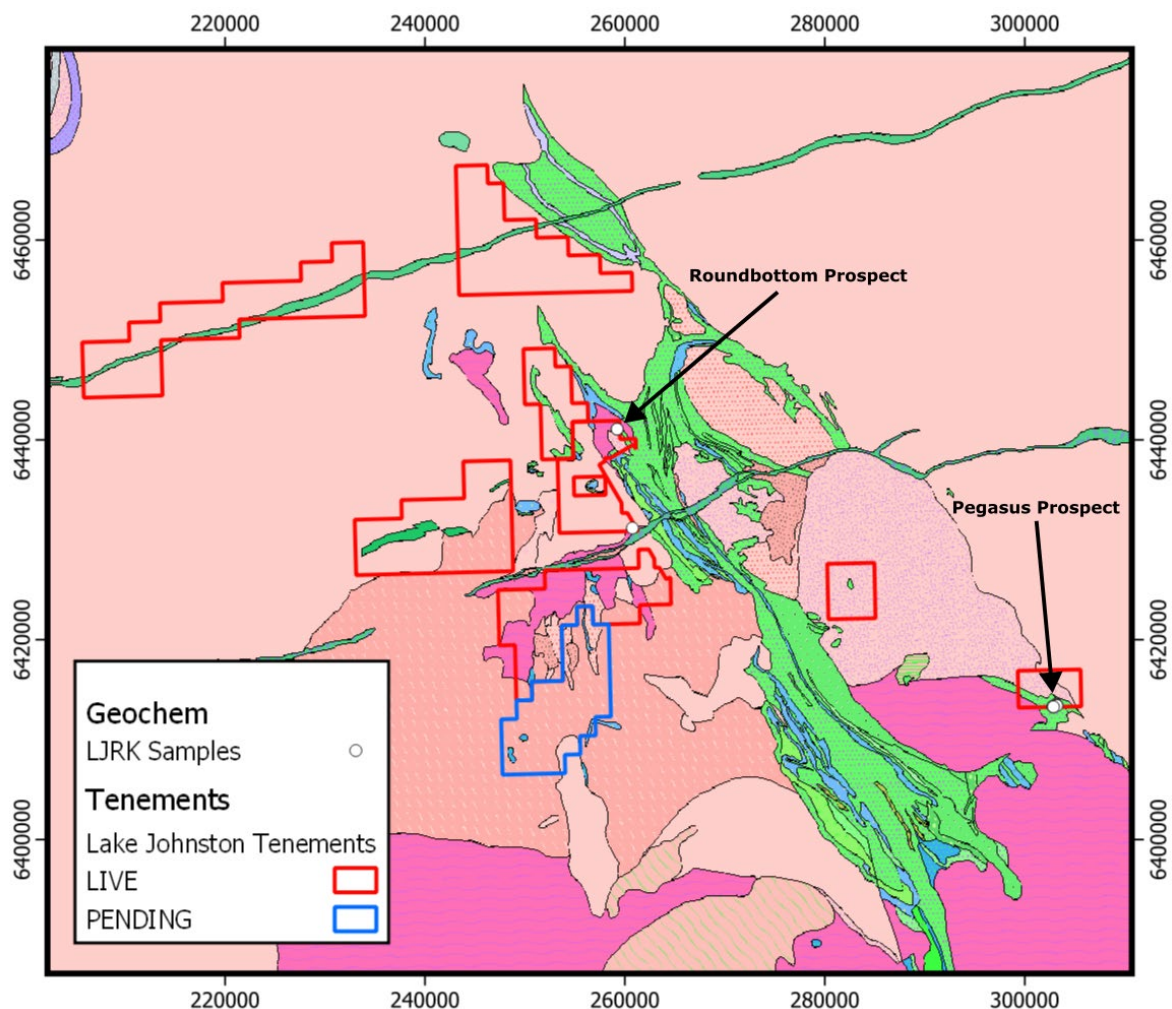 220000 240000 260000 280000 300000
6460000 6460000
Roundbottom Prospect
6440000 6440000
Pegasus Prospect
6420000 6420000
Geochem
LJRK Samples
Tenements
Lake Johnston Tenements
LIVE
PENDING
6400000 6400000
220000 240000 260000 280000 300000